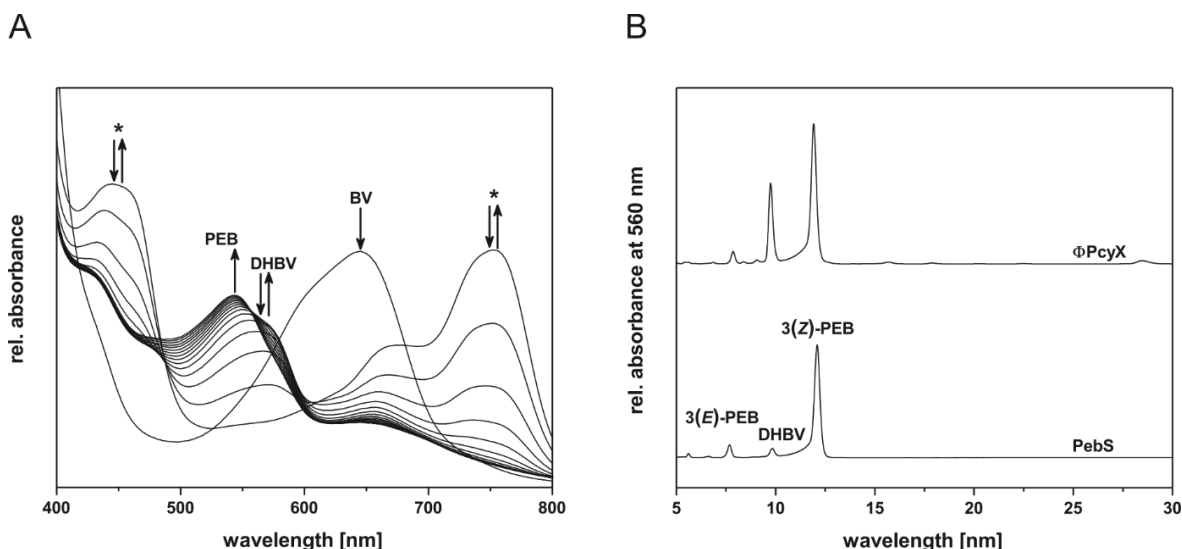 A
B
rel. absorbance
*
PEB
DHBV
BV
*
400 500 600 700 800
wavelength [nm]
rel. absorbance at 560 nm
ΦPcyX
3(Z)-PEB
3(E)-PEB
DHBV
PebS
5 10 15 20 25 30
wavelength [nm]